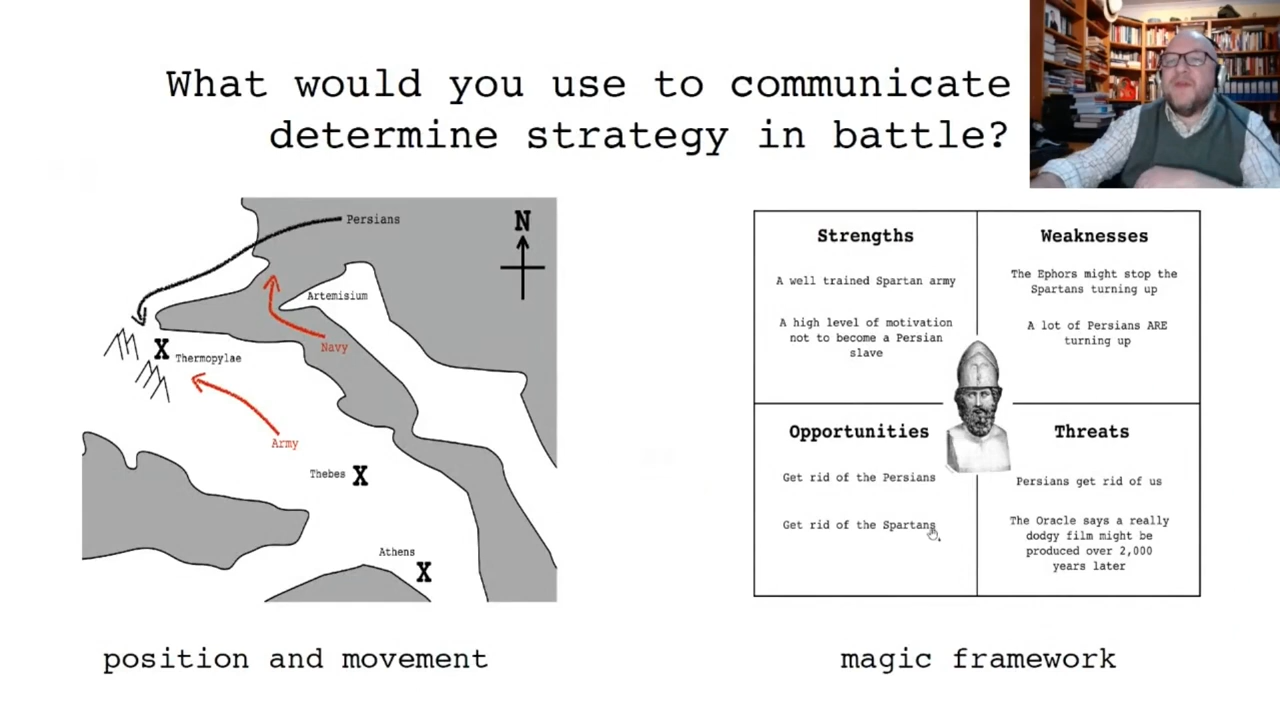 What would you use to communicate
determine strategy in battle?
Persians
N
Artemisium
Navy
X
Thermopylae
Army
Thebes X
Athens
X
position and movement
Strengths
A well trained Spartan army
A high level of motivation
not to become a Persian
slave
Weaknesses
The Ephors might stop the
Spartans turning up
A lot of Persians ARE
turning up
Opportunities
Get rid of the Persians
Get rid of the Spartans
Threats
Persians get rid of us
The Oracle says a really
dodgy film might be
produced over 2,000
years later
magic framework